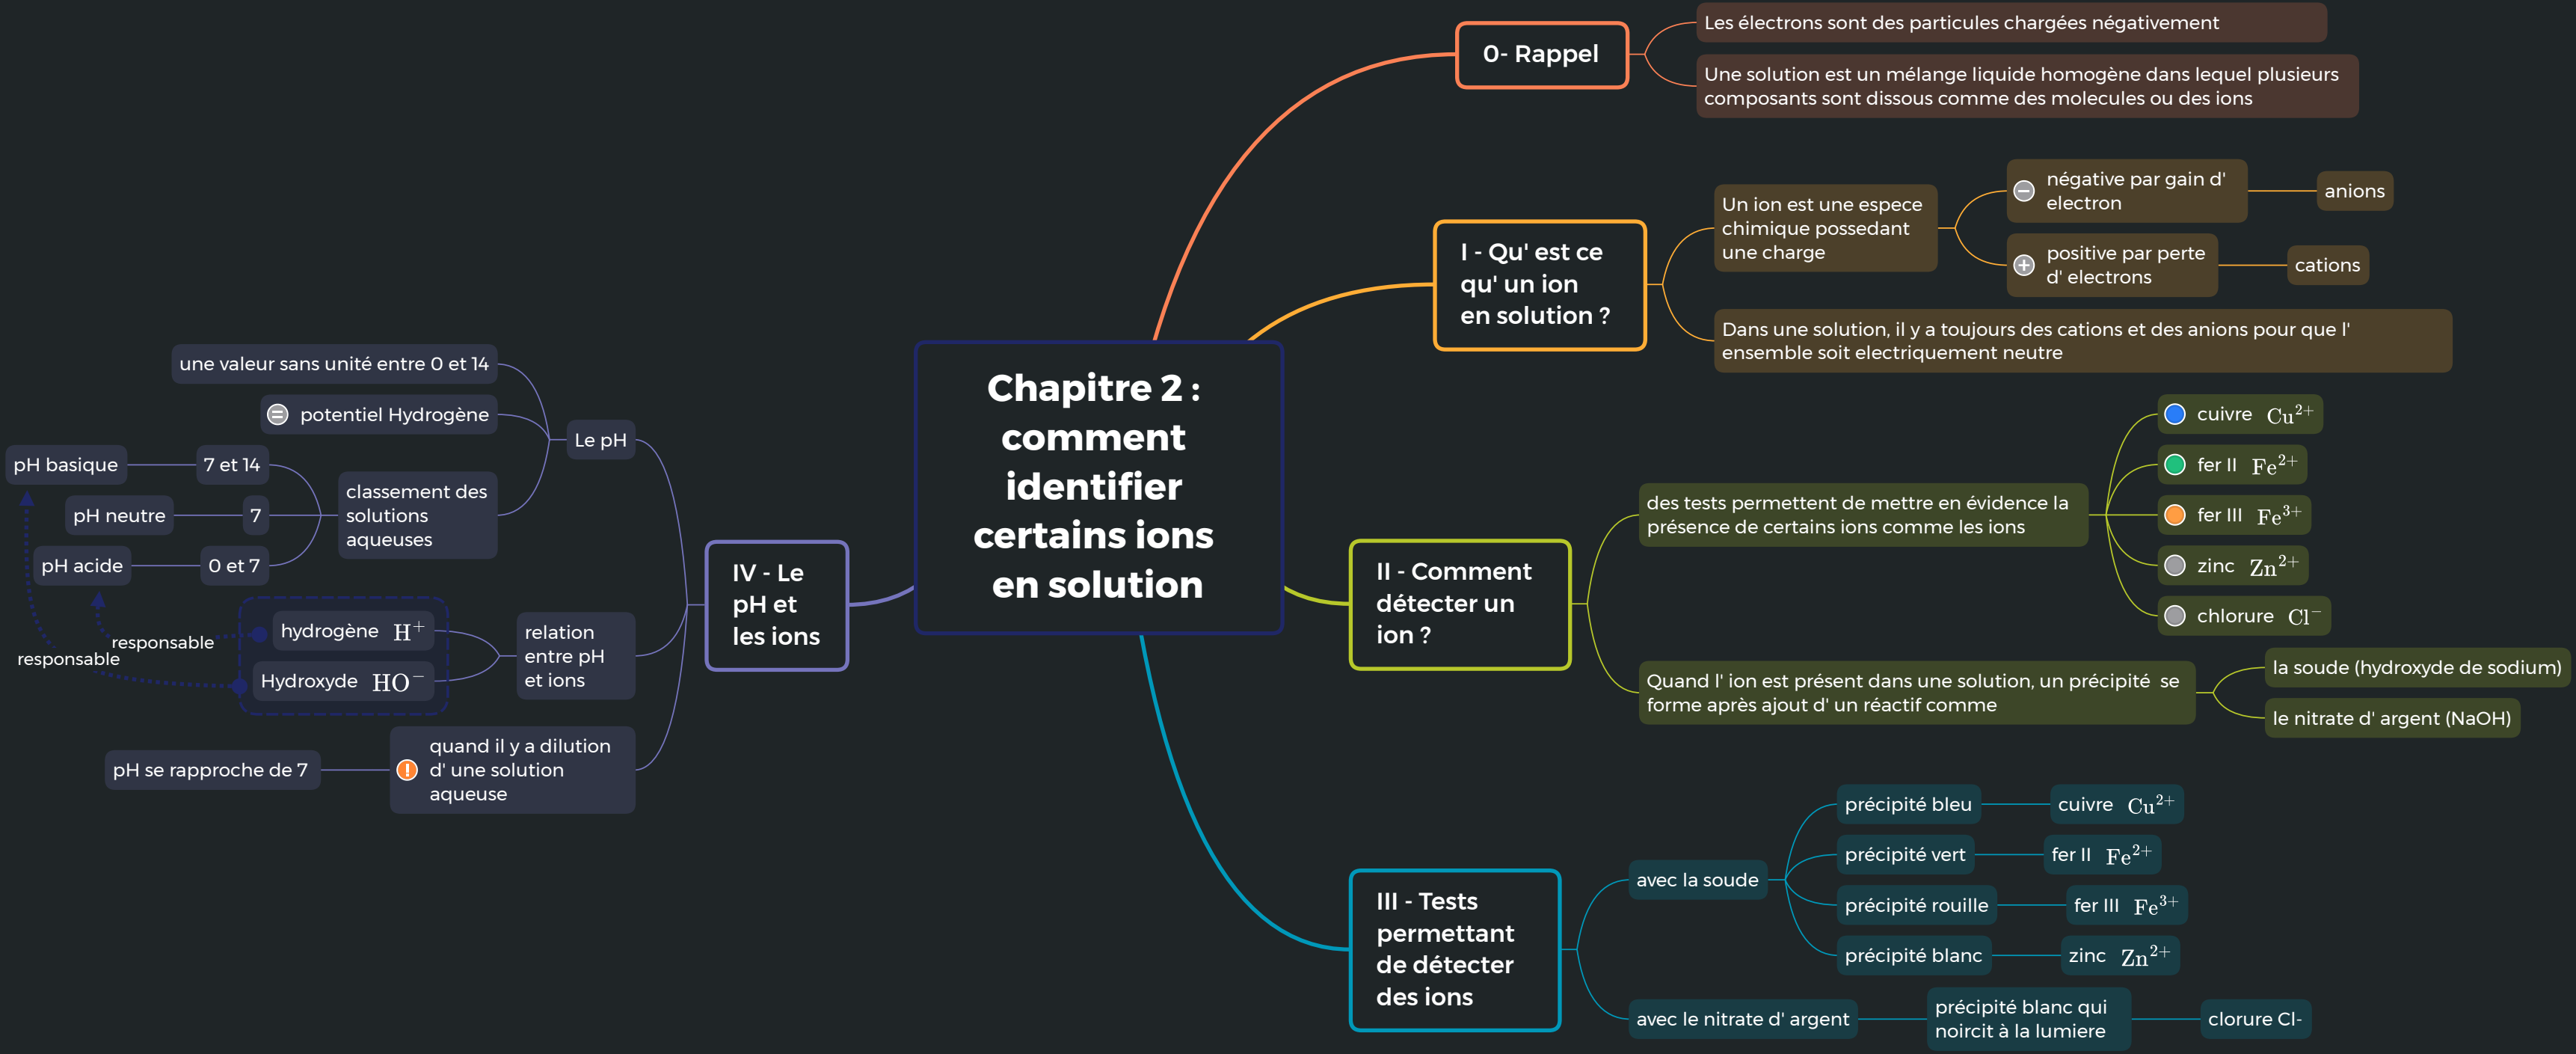 Chapitre 2 :
comment
identifier
certains ions
en solution
0- Rappel
Les électrons sont des particules chargées négativement
Une solution est un mélange liquide homogène dans lequel plusieurs
composants sont dissous comme des molecules ou des ions
I - Qu' est ce
qu' un ion
en solution ?
Un ion est une espece
chimique possedant
une charge
négative par gain d'
electron
anions
positive par perte
d' electrons
cations
Dans une solution, il y a toujours des cations et des anions pour que l'
ensemble soit electriquement neutre
II - Comment
détecter un
ion ?
des tests permettent de mettre en évidence la
présence de certains ions comme les ions
cuivre Cu²⁺
fer II Fe²⁺
fer III Fe³⁺
zinc Zn²⁺
chlorure Cl⁻
Quand l' ion est présent dans une solution, un précipité se
forme après ajout d' un réactif comme
la soude (hydroxyde de sodium)
le nitrate d' argent (NaOH)
III - Tests
permettant
de détecter
des ions
avec la soude
précipité bleu
cuivre Cu²⁺
précipité vert
fer II Fe²⁺
précipité rouille
fer III Fe³⁺
précipité blanc
zinc Zn²⁺
avec le nitrate d' argent
précipité blanc qui
noircit à la lumiere
clorure Cl-
IV - Le
pH et
les ions
Le pH
une valeur sans unité entre 0 et 14
potentiel Hydrogène
classement des
solutions
aqueuses
7 et 14
pH basique
7
pH neutre
0 et 7
pH acide
relation
entre pH
et ions
hydrogène H⁺
Hydroxyde HO⁻
responsable
responsable
quand il y a dilution
d' une solution
aqueuse
pH se rapproche de 7